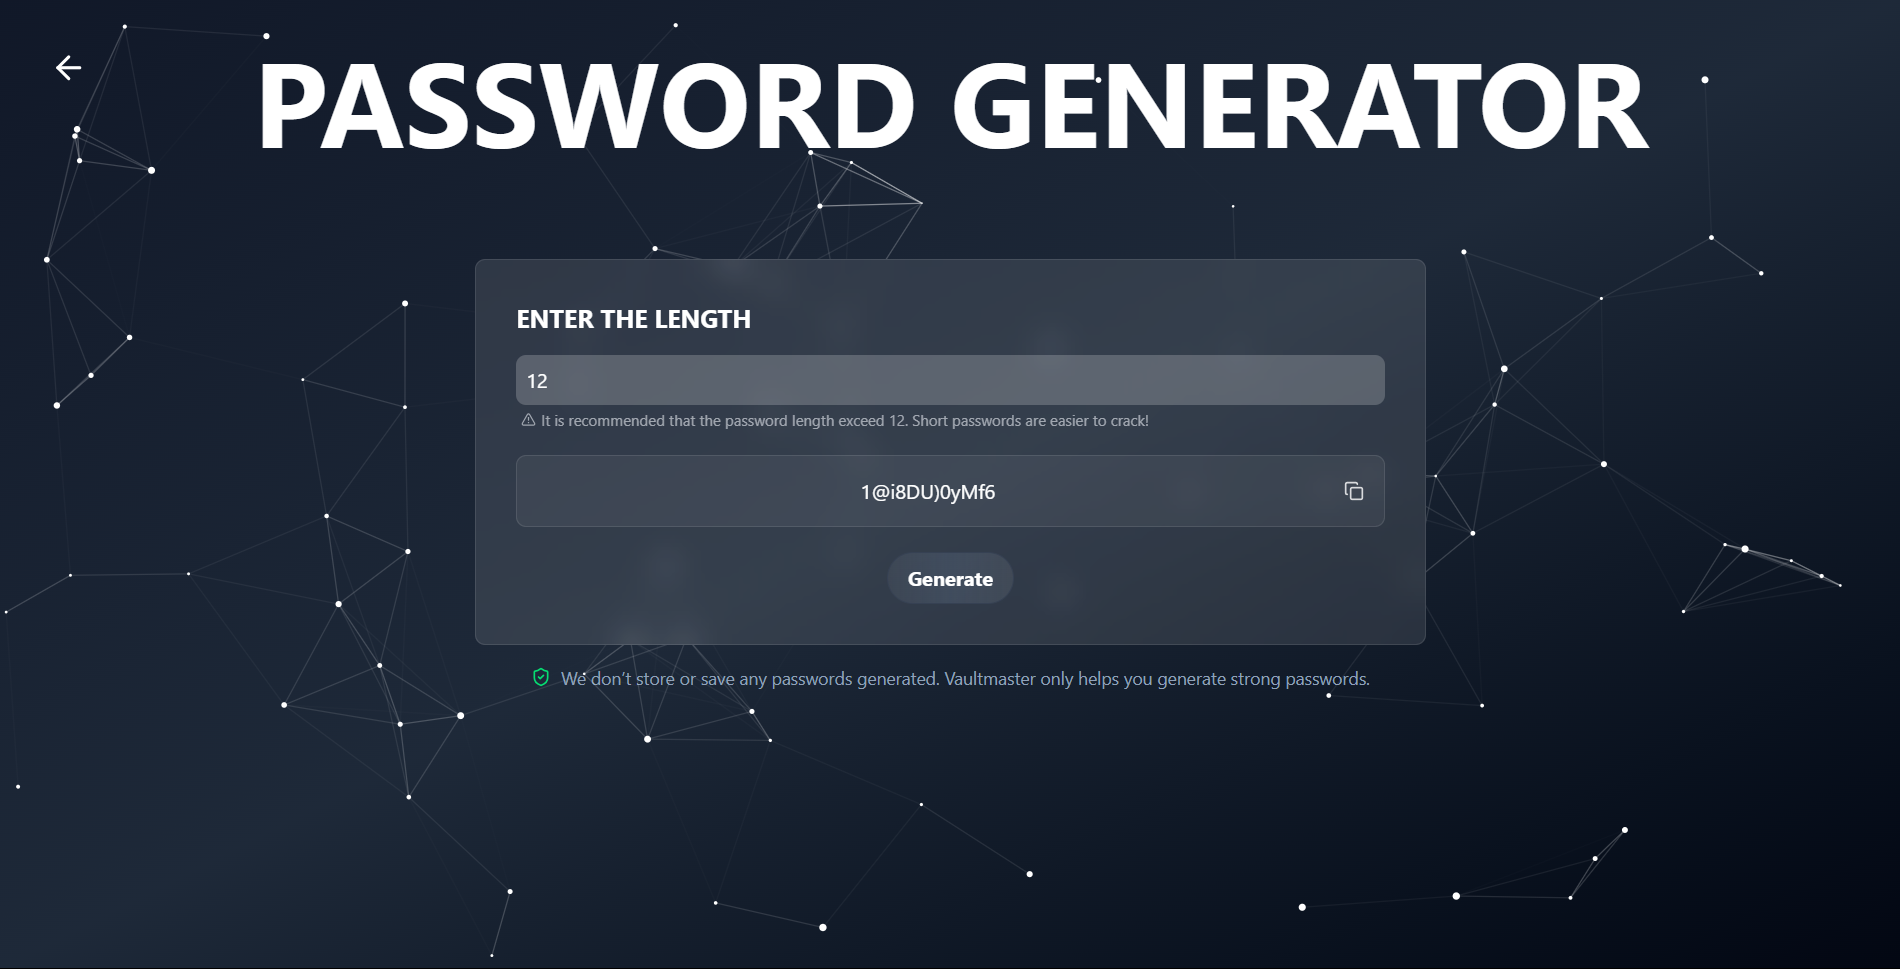 PASSWORD GENERATOR
ENTER THE LENGTH
12
It is recommended that the password length exceed 12. Short passwords are easier to crack!
1@i8DU)0yMf6
Generate
We don’t store or save any passwords generated. Vaultmaster only helps you generate strong passwords.